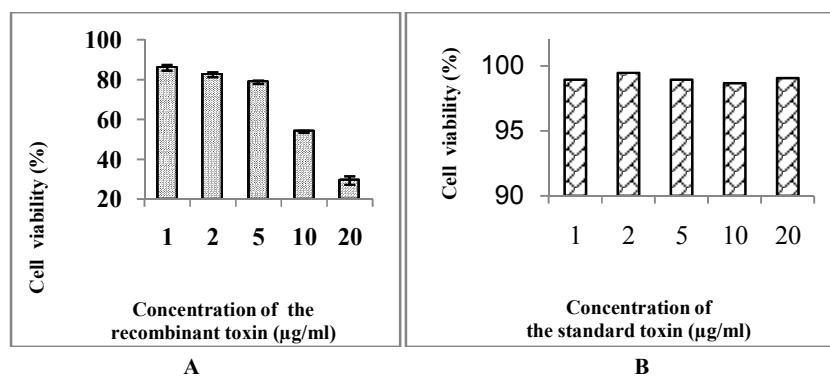 100
80
60
40
20
Cell viability (%)
1 2 5 10 20
Concentration of the
recombinant toxin (µg/ml)
A
100
95
90
Cell viability (%)
1 2 5 10 20
Concentration of
the standard toxin (µg/ml)
B